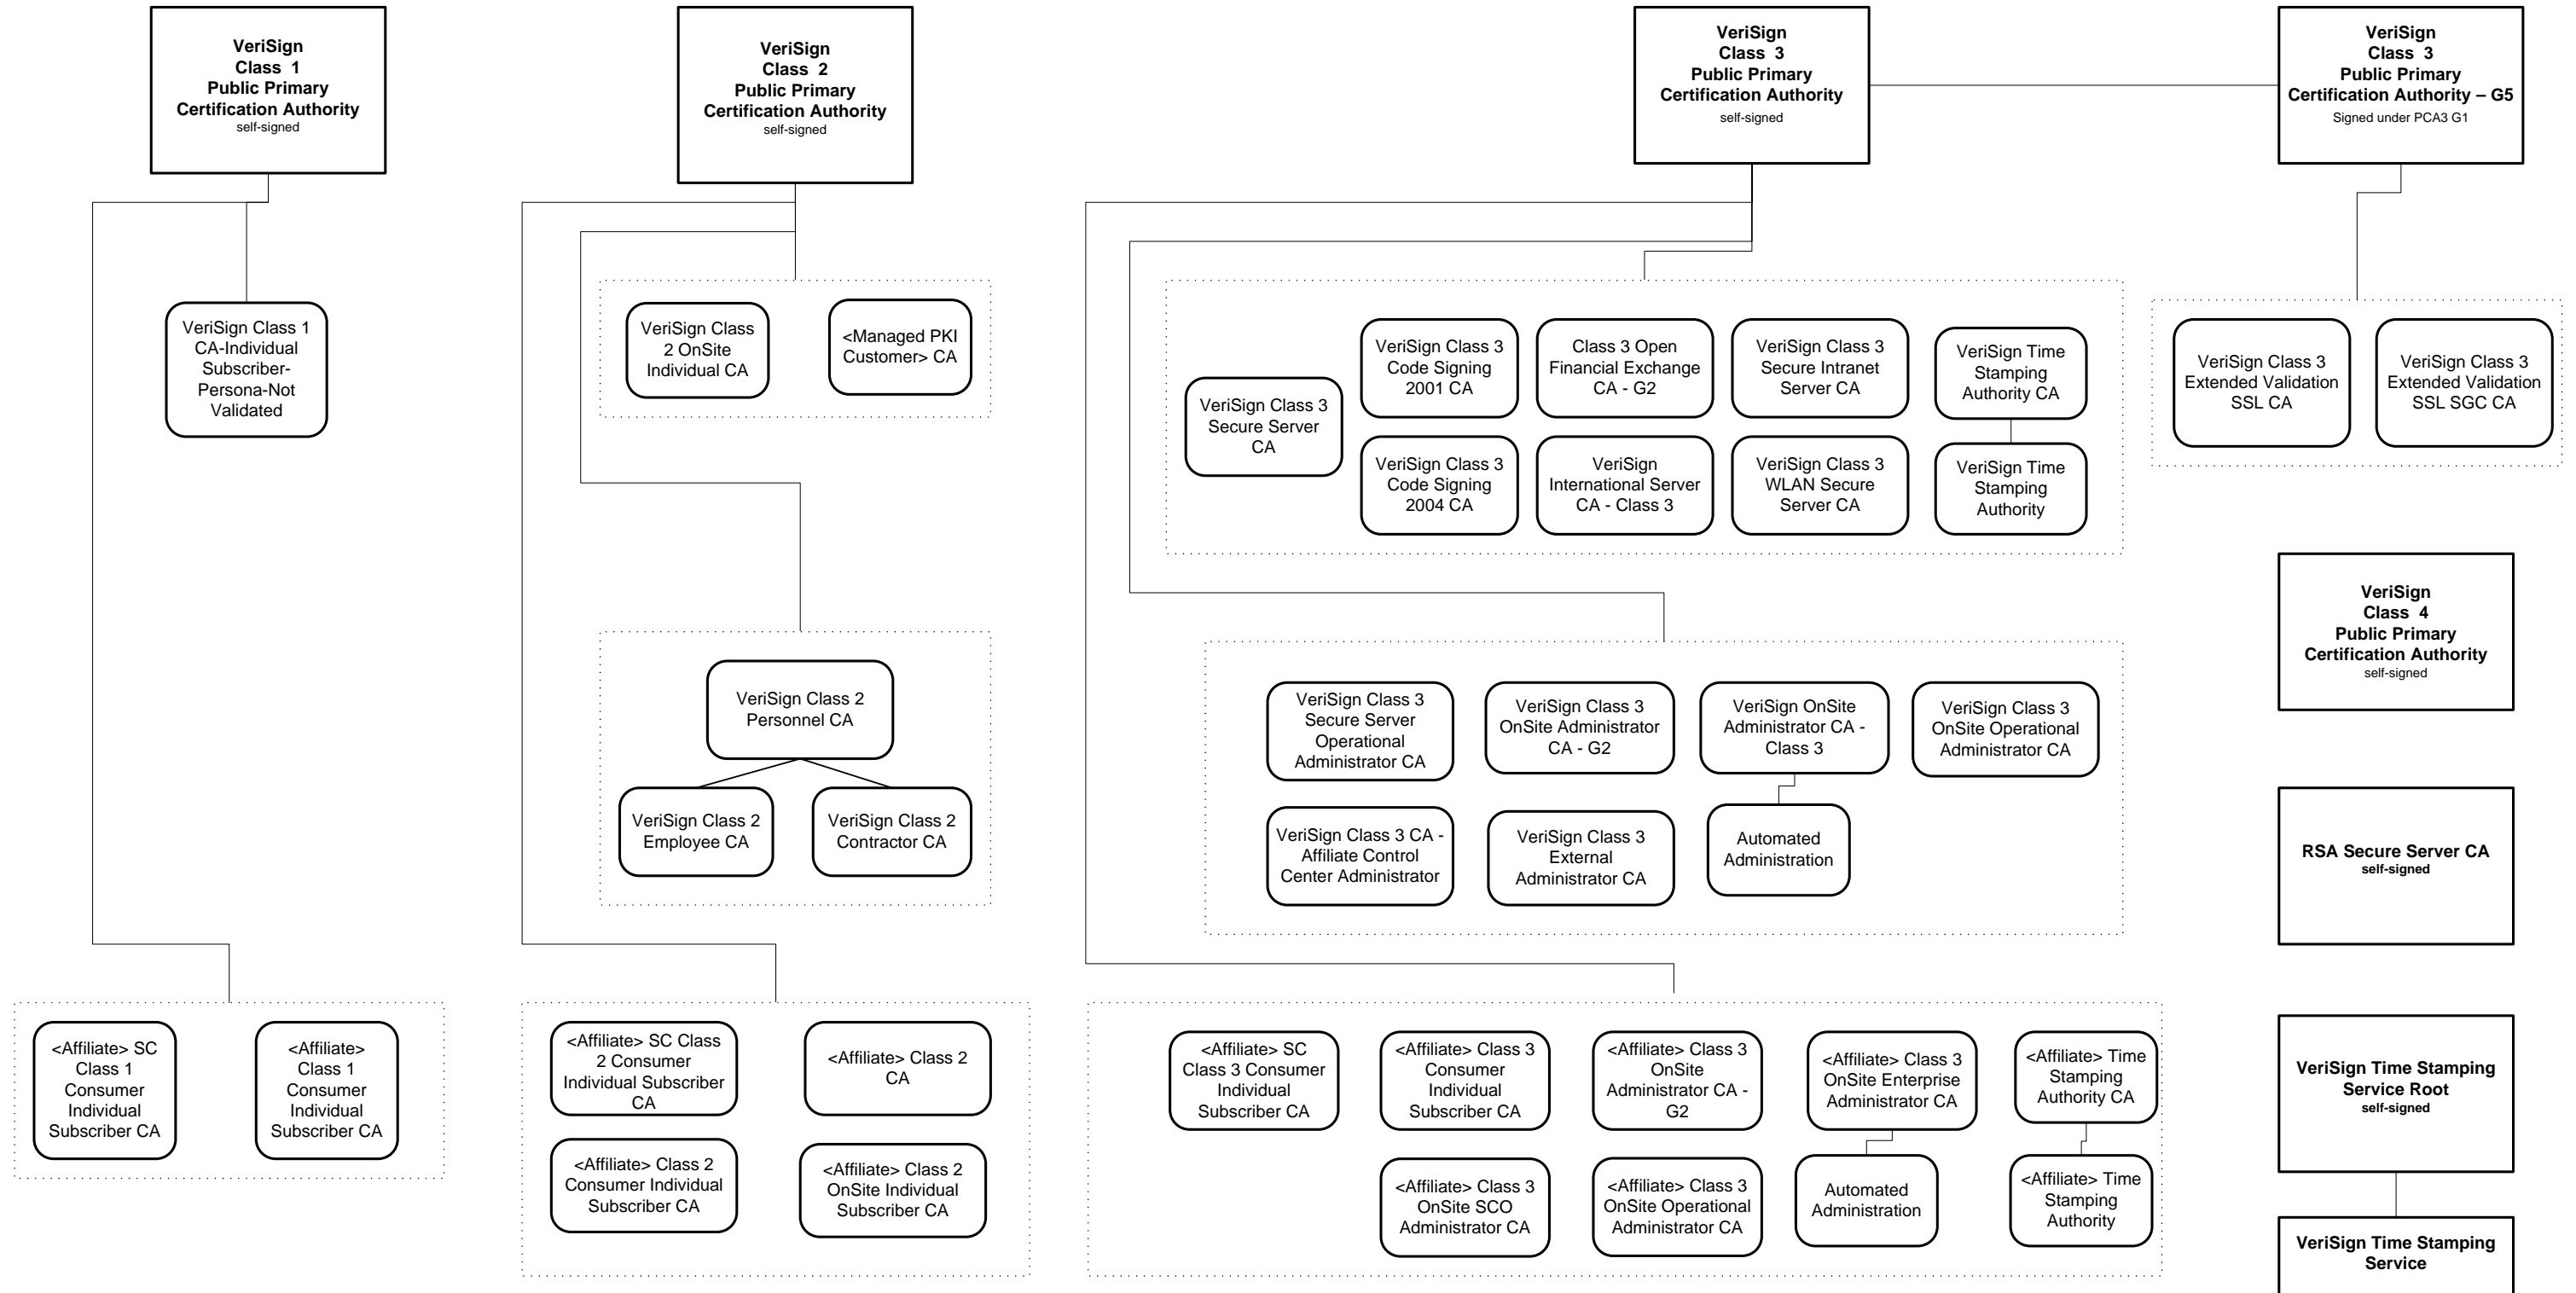 VeriSign
Class 1
Public Primary
Certification Authority
self-signed
VeriSign
Class 2
Public Primary
Certification Authority
self-signed
VeriSign
Class 3
Public Primary
Certification Authority
self-signed
VeriSign
Class 3
Public Primary
Certification Authority – G5
Signed under PCA3 G1
VeriSign Class 1
CA-Individual
Subscriber-
Persona-Not
Validated
VeriSign Class
2 OnSite
Individual CA
<Managed PKI
Customer> CA
VeriSign Class 3
Secure Server
CA
VeriSign Class 3
Code Signing
2001 CA
Class 3 Open
Financial Exchange
CA - G2
VeriSign Class 3
Secure Intranet
Server CA
VeriSign Time
Stamping
Authority CA
VeriSign Class 3
Code Signing
2004 CA
VeriSign
International Server
CA - Class 3
VeriSign Class 3
WLAN Secure
Server CA
VeriSign Time
Stamping
Authority
VeriSign Class 3
Extended Validation
SSL CA
VeriSign Class 3
Extended Validation
SSL SGC CA
VeriSign
Class 4
Public Primary
Certification Authority
self-signed
VeriSign Class 2
Personnel CA
VeriSign Class 2
Employee CA
VeriSign Class 2
Contractor CA
VeriSign Class 3
Secure Server
Operational
Administrator CA
VeriSign Class 3
OnSite Administrator
CA - G2
VeriSign OnSite
Administrator CA -
Class 3
VeriSign Class 3
OnSite Operational
Administrator CA
VeriSign Class 3 CA -
Affiliate Control
Center Administrator
VeriSign Class 3
External
Administrator CA
Automated
Administration
RSA Secure Server CA
self-signed
<Affiliate> SC
Class 1
Consumer
Individual
Subscriber CA
<Affiliate>
Class 1
Consumer
Individual
Subscriber CA
<Affiliate> SC Class
2 Consumer
Individual Subscriber
CA
<Affiliate> Class 2
CA
<Affiliate> Class 2
Consumer Individual
Subscriber CA
<Affiliate> Class 2
OnSite Individual
Subscriber CA
<Affiliate> SC
Class 3 Consumer
Individual
Subscriber CA
<Affiliate> Class 3
Consumer
Individual
Subscriber CA
<Affiliate> Class 3
OnSite
Administrator CA -
G2
<Affiliate> Class 3
OnSite Enterprise
Administrator CA
<Affiliate> Time
Stamping
Authority CA
<Affiliate> Class 3
OnSite SCO
Administrator CA
<Affiliate> Class 3
OnSite Operational
Administrator CA
Automated
Administration
<Affiliate> Time
Stamping
Authority
VeriSign Time Stamping
Service Root
self-signed
VeriSign Time Stamping
Service